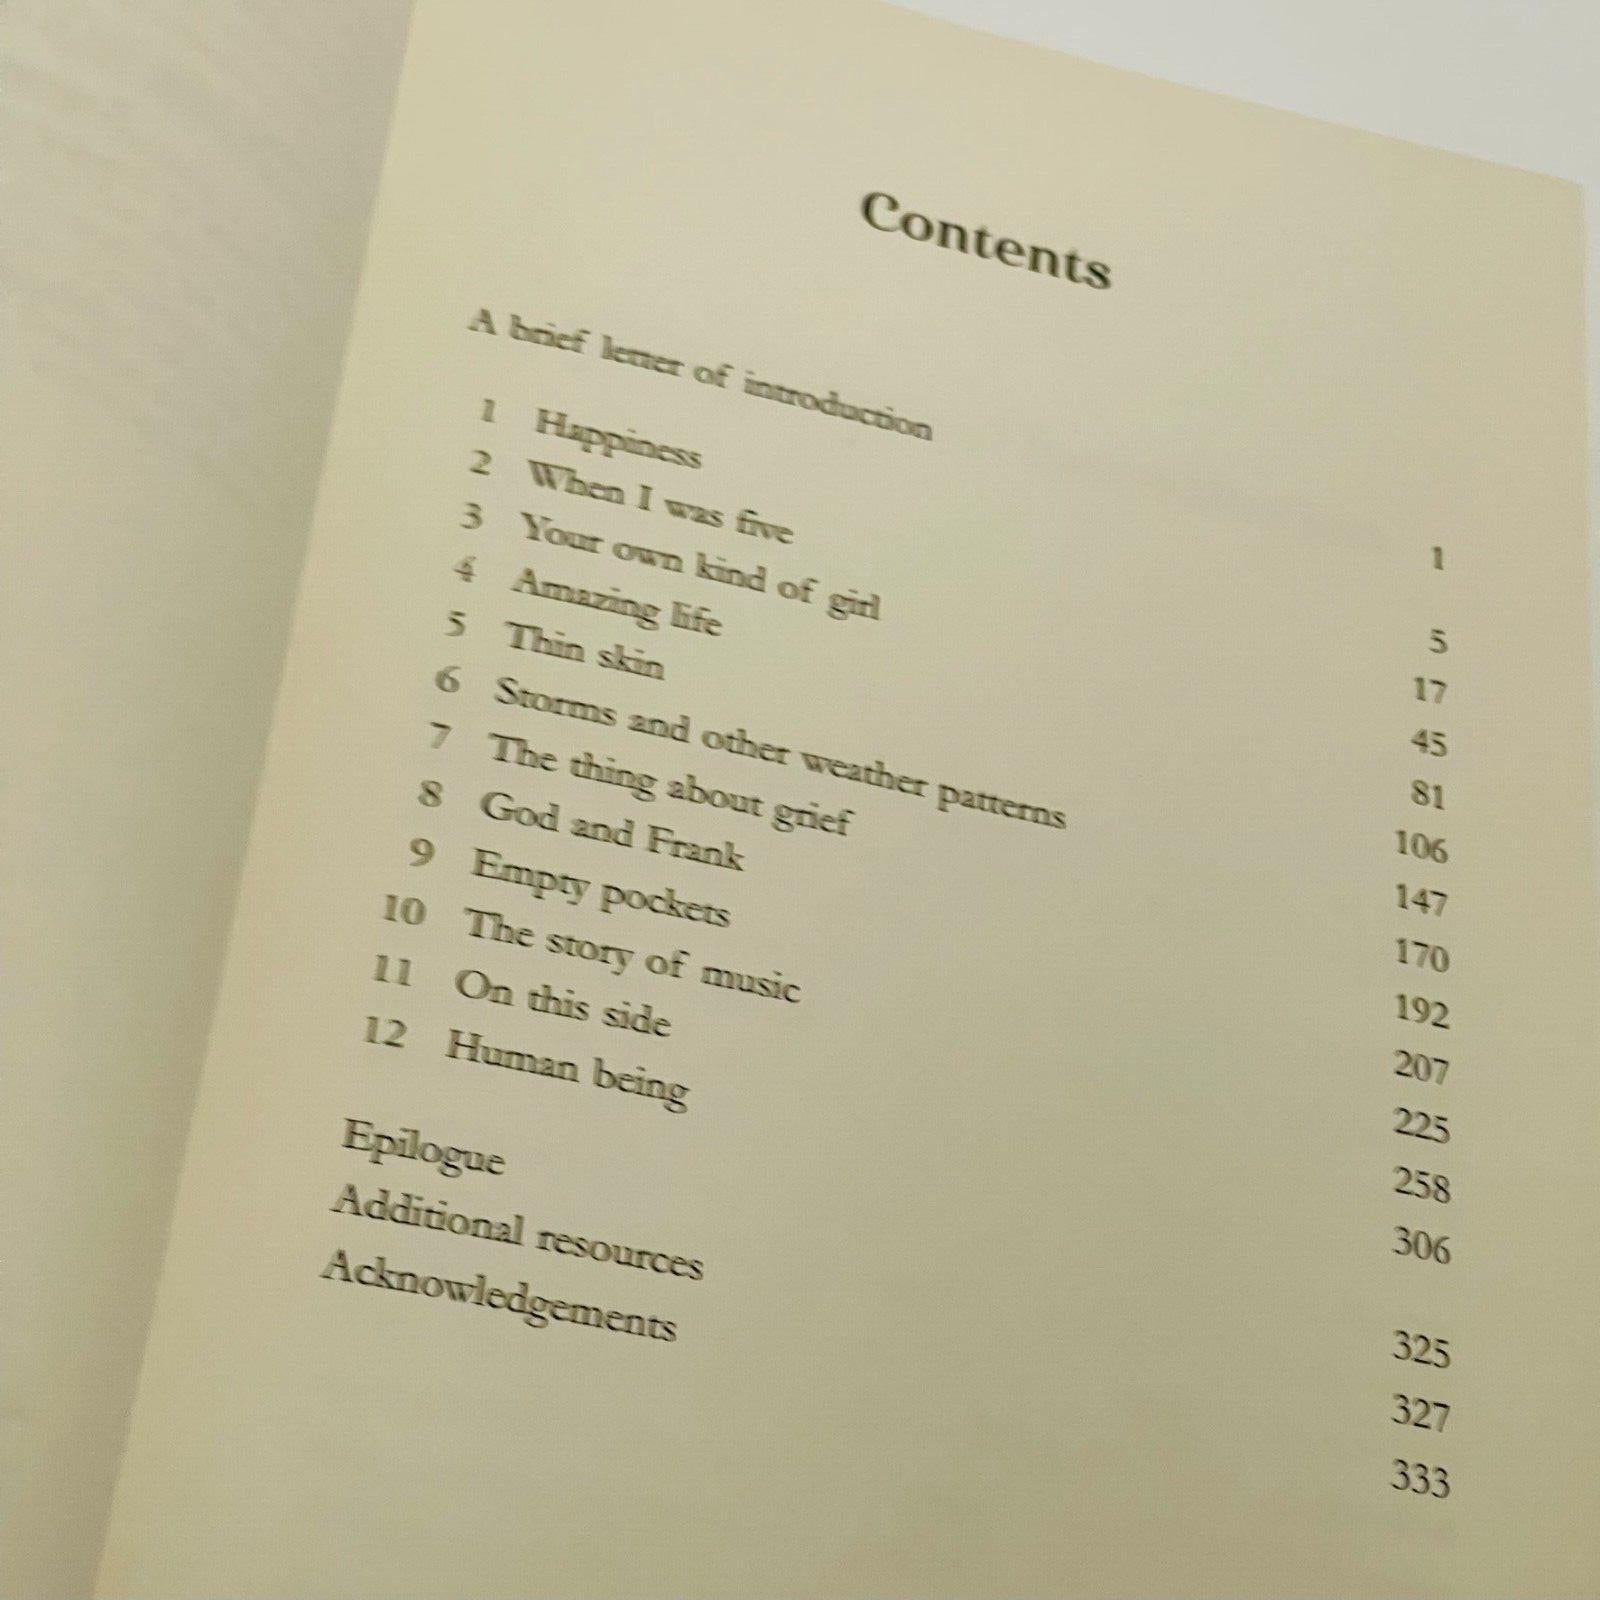 Contents
A brief letter of introduction 1
1 Happiness 5
2 When I was five 17
3 Your own kind of girl 45
4 Amazing life 81
5 Thin skin 106
6 Storms and other weather patterns 147
7 The thing about grief 170
8 God and Frank 192
9 Empty pockets 207
10 The story of music 225
11 On this side 258
12 Human being 306
Epilogue 325
Additional resources 327
Acknowledgements 333